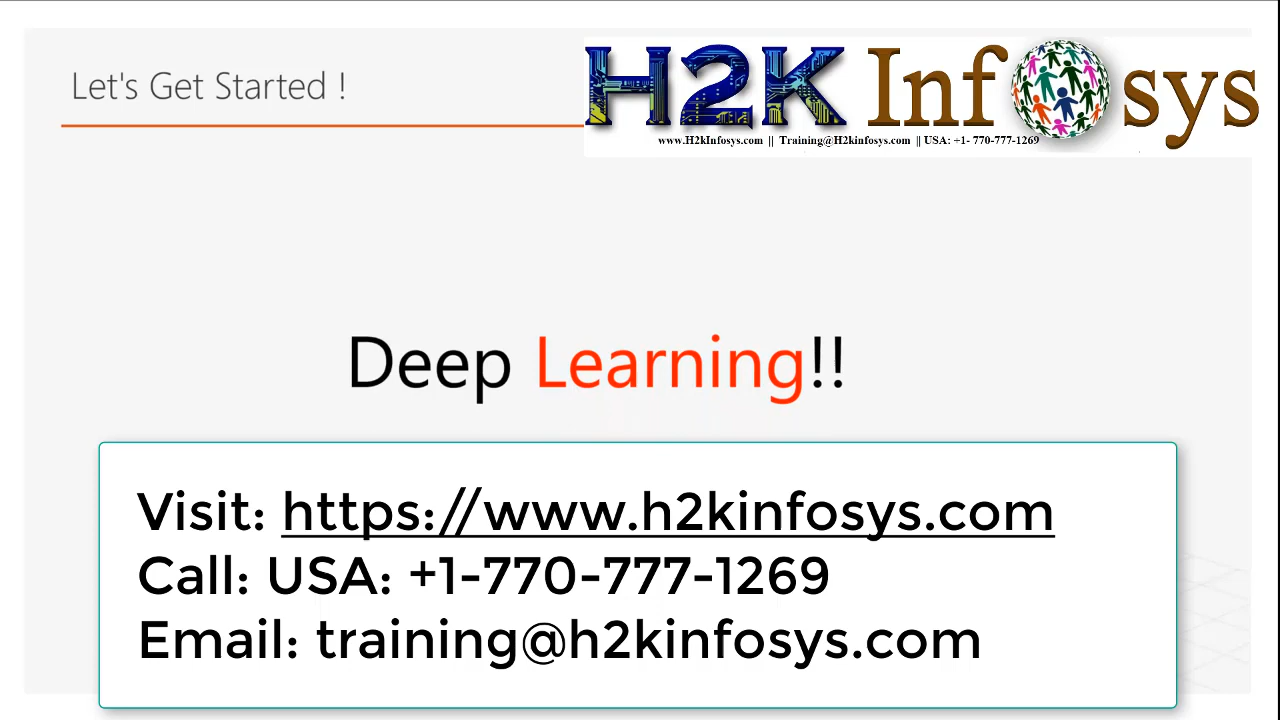 Let's Get Started !
H2K Infosys
www.H2kInfosys.com || Training@H2kinfosys.com || USA: +1- 770-777-1269
Deep Learning!!
Visit: https://www.h2kinfosys.com
Call: USA: +1-770-777-1269
Email: training@h2kinfosys.com